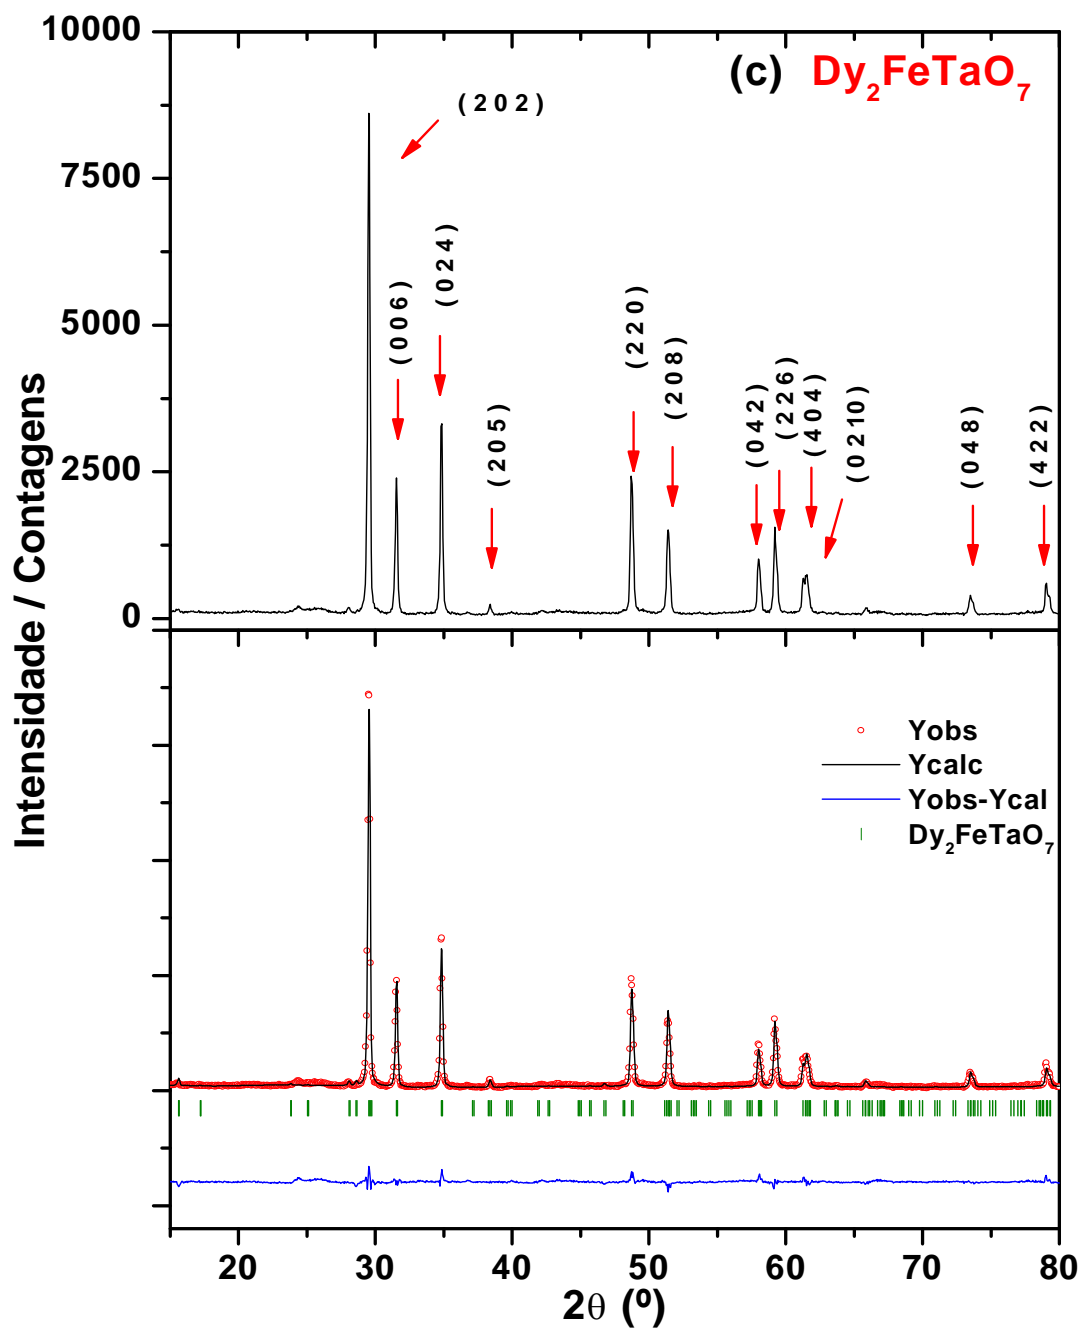 (c) Dy₂FeTaO₇
10000
7500
5000
2500
0
Intensidade / Contagens
( 2 0 2 )
( 0 0 6 )
( 0 2 4 )
( 2 0 5 )
( 2 2 0 )
( 2 0 8 )
( 0 4 2 )
( 2 2 6 )
( 4 0 4 )
( 0 2 10 )
( 0 4 8 )
( 4 2 2 )
Yobs
Ycalc
Yobs-Ycal
Dy₂FeTaO₇
20 30 40 50 60 70 80
2θ (º)